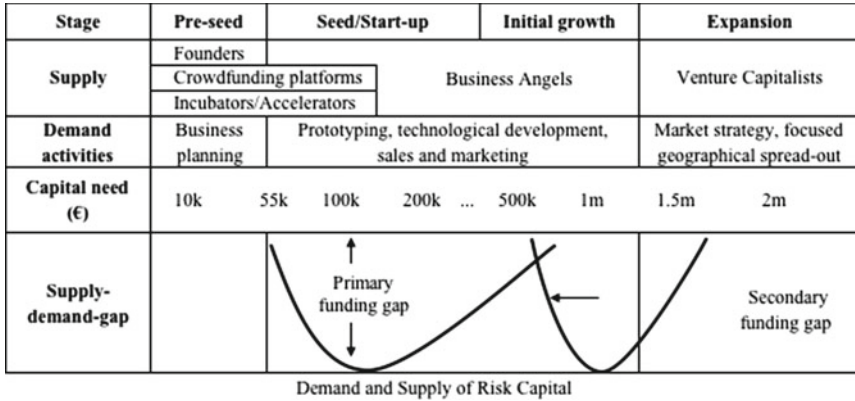 Stage Pre-seed Seed/Start-up Initial growth Expansion
Supply
Founders
Crowdfunding platforms
Incubators/Accelerators
Business Angels
Venture Capitalists
Demand
activities
Business
planning
Prototyping, technological development,
sales and marketing
Market strategy, focused
geographical spread-out
Capital need
(€)
10k 55k 100k 200k ... 500k 1m 1.5m 2m
Supply-
demand-gap
Primary
funding gap
Secondary
funding gap
Demand and Supply of Risk Capital